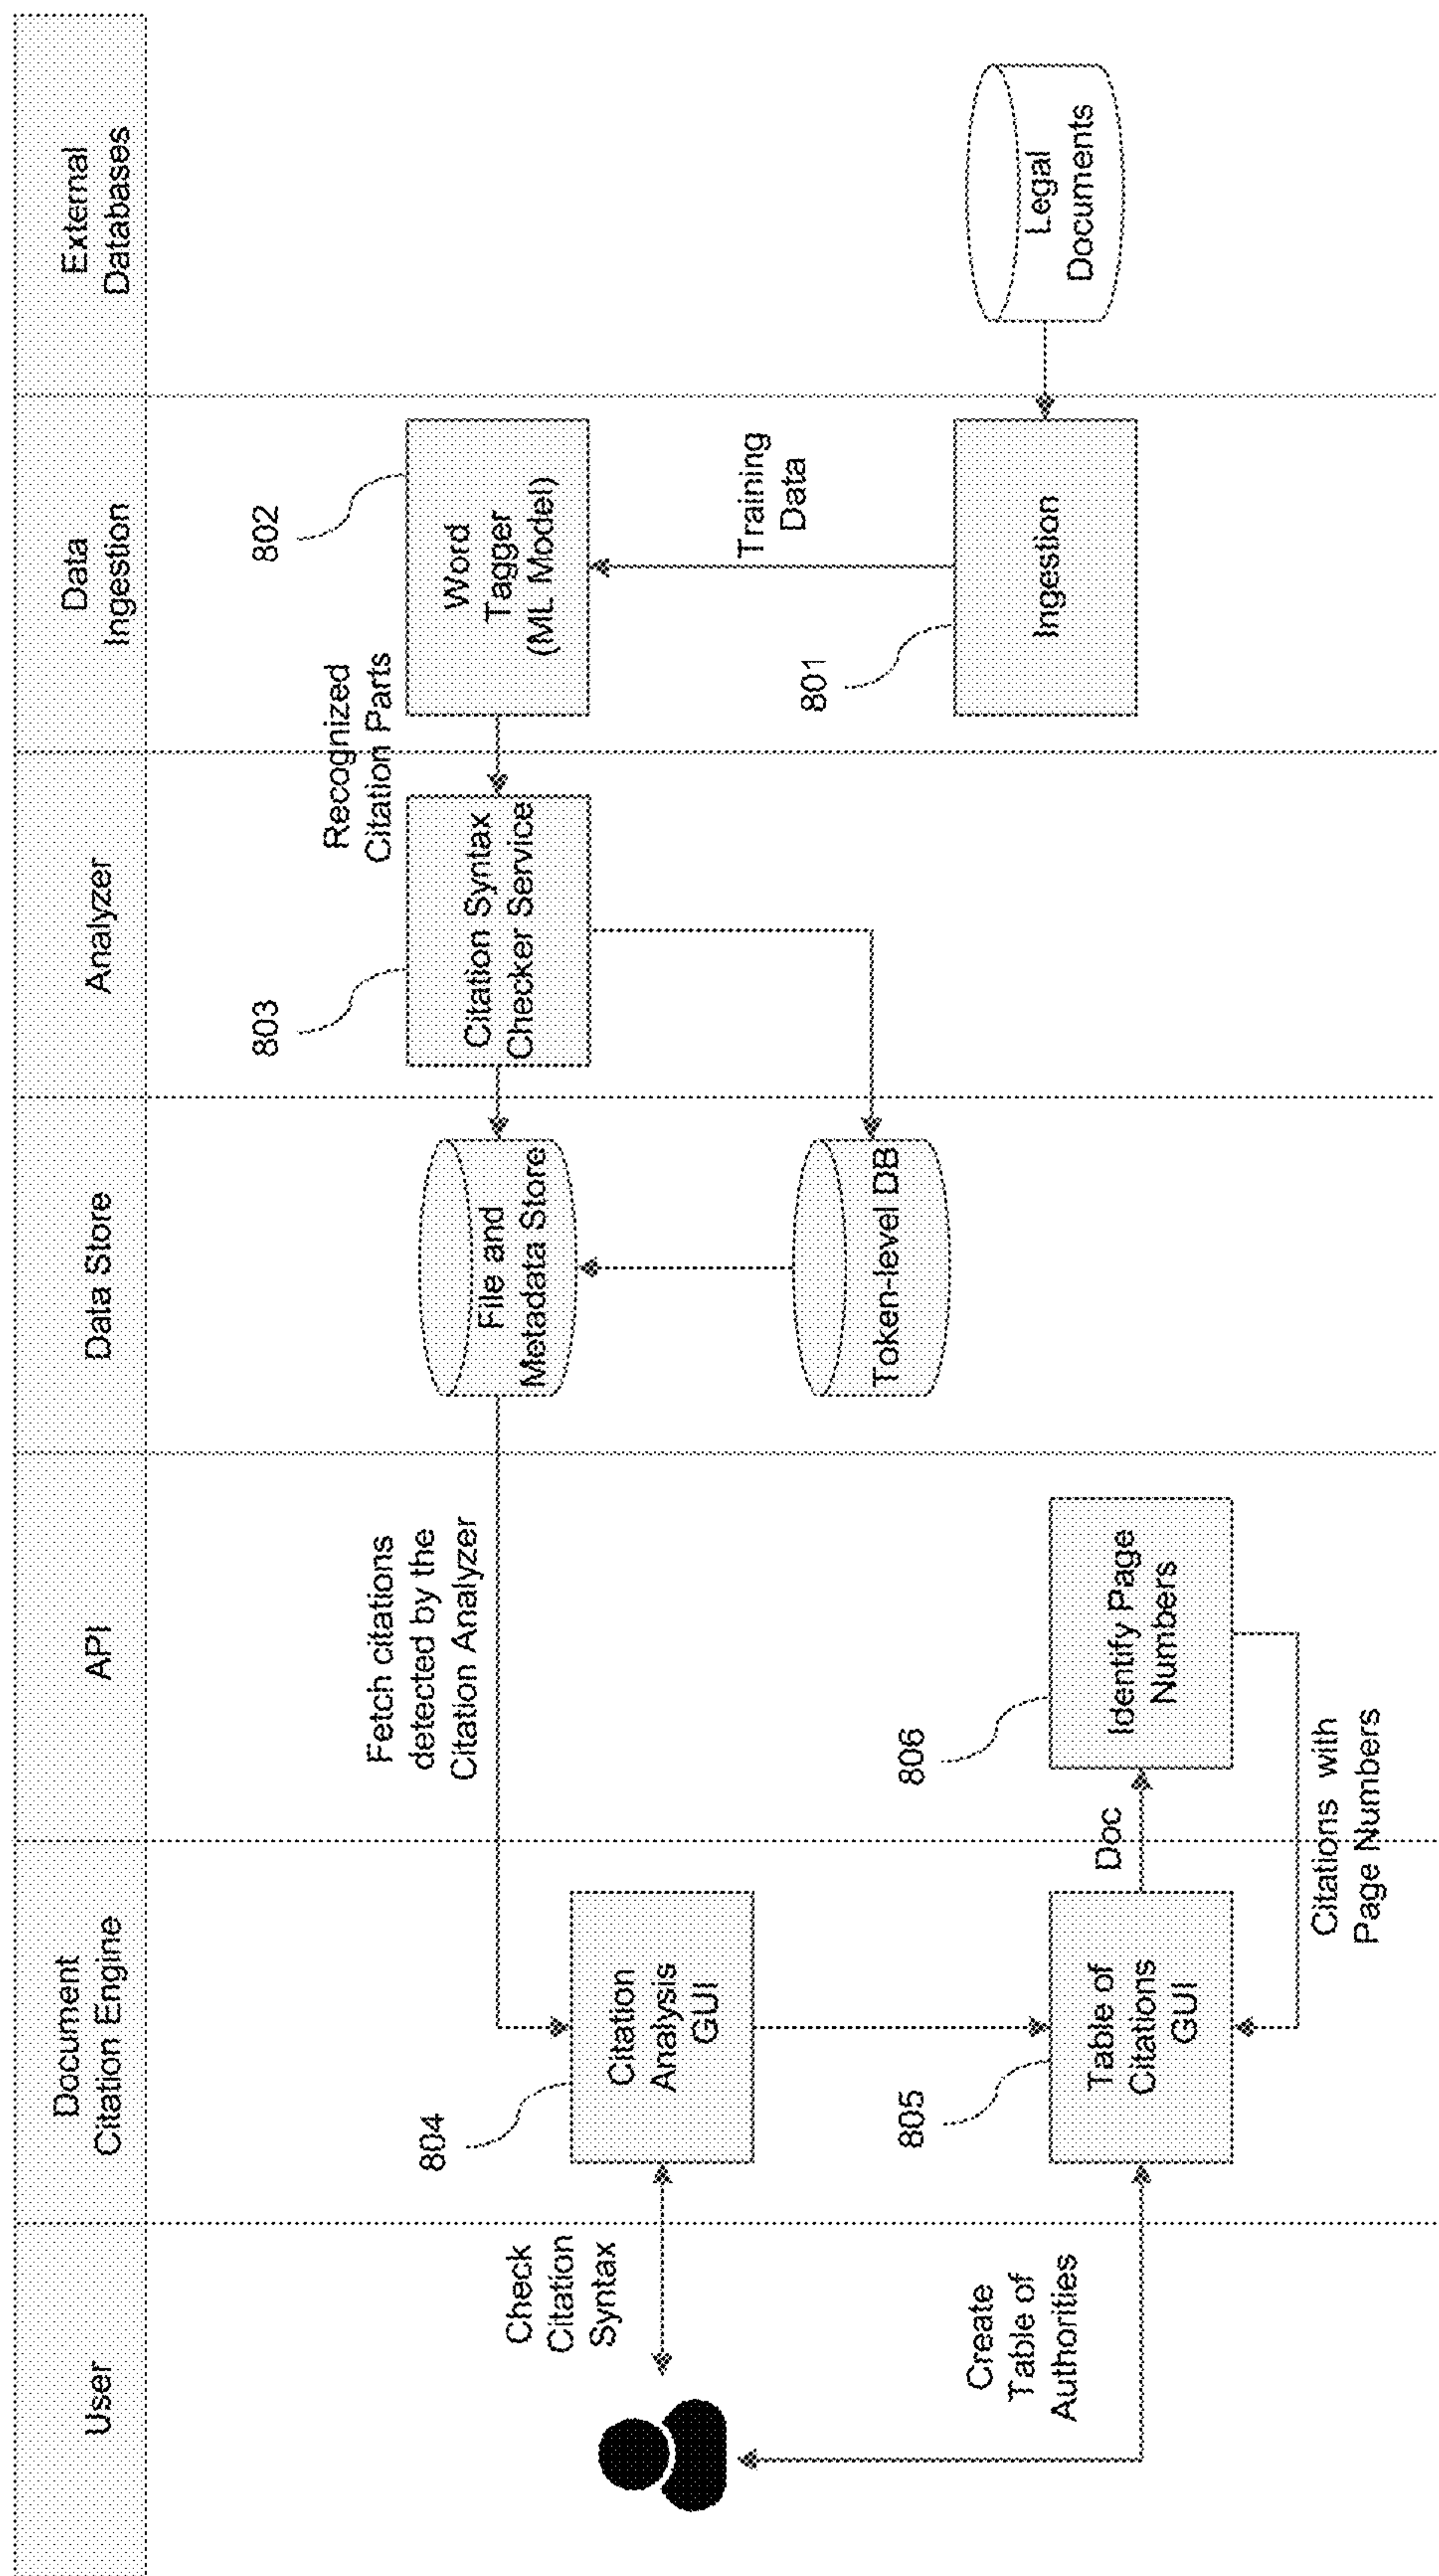 User
Document
Citation Engine
API
Data Store
Analyzer
Data
Ingestion
External
Databases
Check
Citation
Syntax
804
Citation
Analysis
GUI
Fetch citations
detected by the
Citation Analyzer
File and
Metadata Store
803
Citation Syntax
Checker Service
Recognized
Citation Parts
802
Word
Tagger
(ML Model)
Training
Data
Create
Table of
Authorities
805
Table of
Citations
GUI
Doc
806
Identify Page
Numbers
Citations with
Page Numbers
Token-level DB
801
Ingestion
Legal
Documents